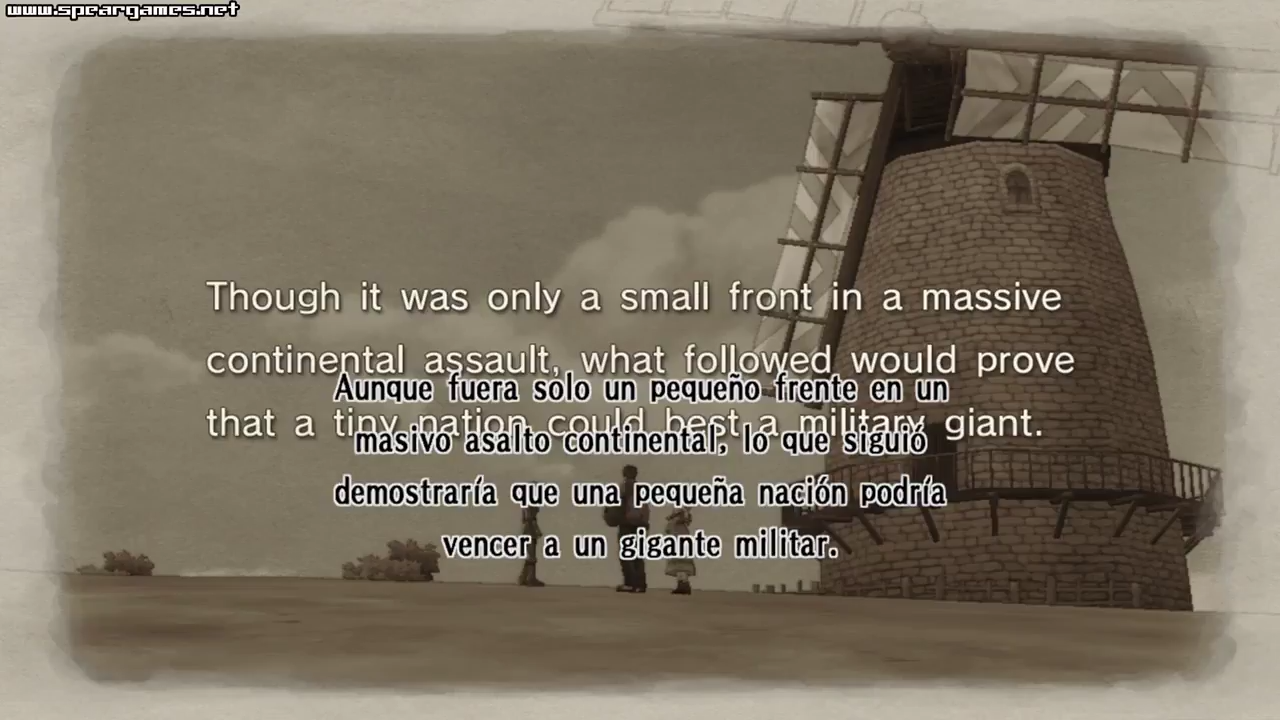 www.speargames.net
Though it was only a small front in a massive
continental assault, what followed would prove
that a tiny nation could best a military giant.
Aunque fuera solo un pequeño frente en un
masivo asalto continental, lo que siguió
demostraría que una pequeña nación podría
vencer a un gigante militar.